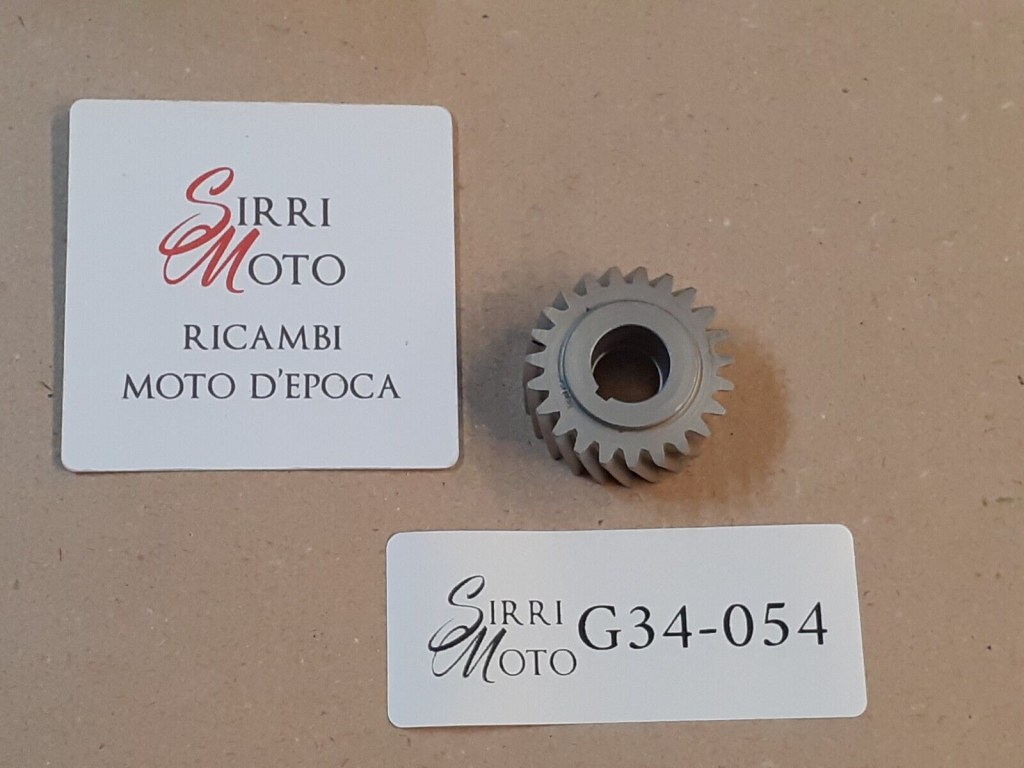 SIRRI
MOTO
RICAMBI
MOTO D'EPOCA
SIRRI
MOTO
G34-054